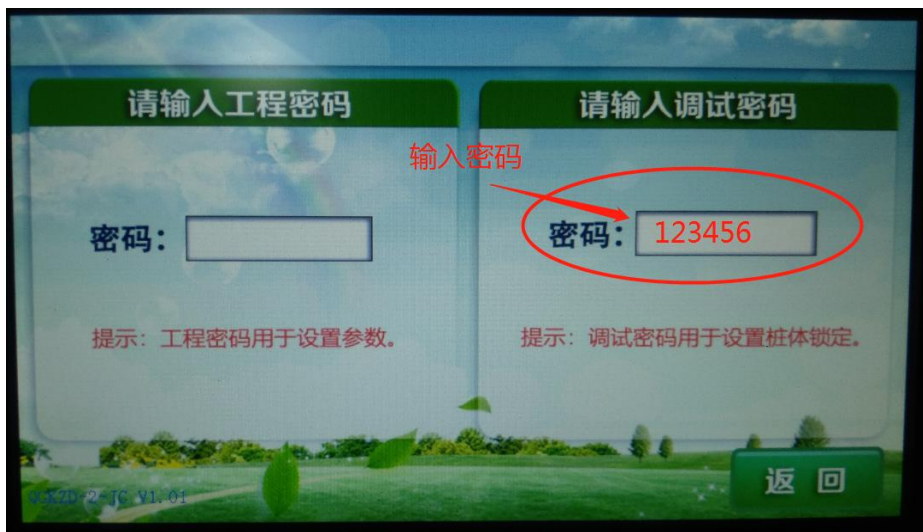 请输入工程密码
请输入调试密码
输入密码
密码：
密码： 123456
提示：工程密码用于设置参数。
提示：调试密码用于设置桩体锁定。
返 回